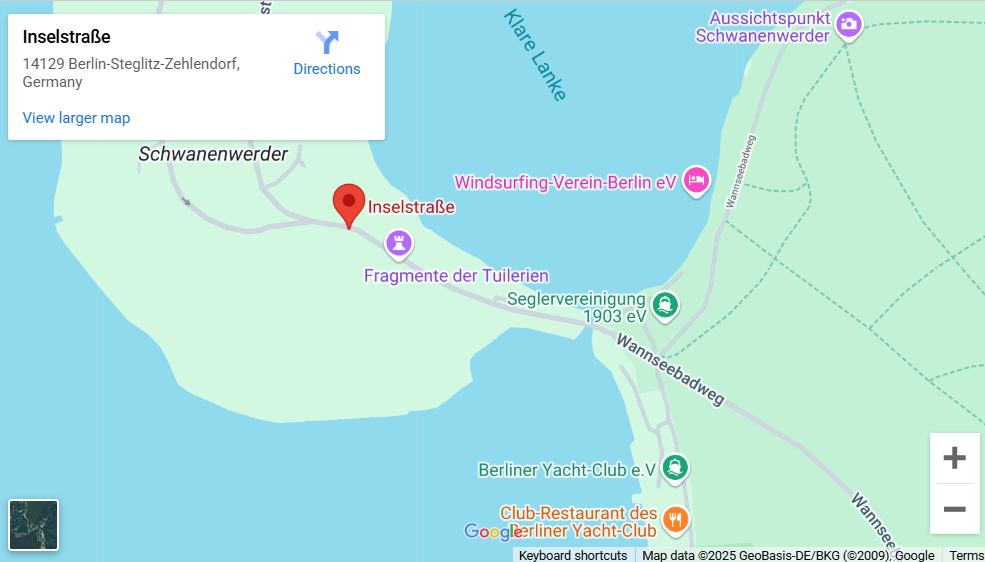 Inselstraße
14129 Berlin-Steglitz-Zehlendorf,
Germany
Directions
View larger map
st
Klare Lanke
Aussichtspunkt
Schwanenwerder
Schwanenwerder
Windsurfing-Verein-Berlin eV
Wannseebadweg
Inselstraße
Fragmente der Tuilerien
Seglervereinigung
1903 eV
Wannseebadweg
Berliner Yacht-Club e.V
Club-Restaurant des
Berliner Yacht-Club
Google
Wannsee
Keyboard shortcuts
Map data ©2025 GeoBasis-DE/BKG (©2009), Google
Terms